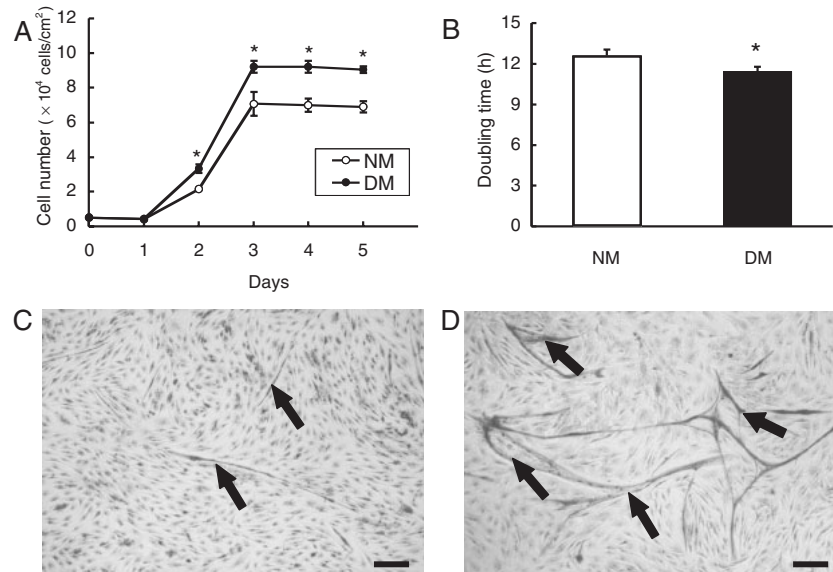 A
Cell number ( × 10⁴ cells/cm²)
12
10
8
6
4
2
0
*
*
*
*
NM
DM
0 1 2 3 4 5
Days
B
Doubling time (h)
15
12
9
6
3
0
*
NM DM
C
D